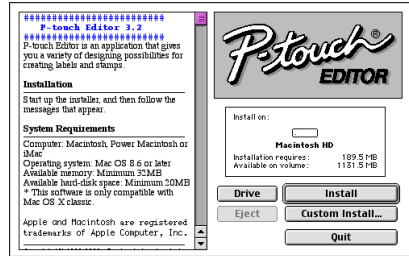 ########################
P-touch Editor 3.2
########################
P-touch Editor is an application that gives
you a variety of designing possibilities for
creating labels and stamps.
Installation
Start up the installer, and then follow the
messages that appear.
System Requirements
Computer: Macintosh, Power Macintosh or
iMac
Operating system: Mac OS 8.6 or later
Available memory: Minimum 32MB
Available hard-disk space: Minimum 20MB
* This software is only compatible with
Mac OS X classic.
Apple and Macintosh are registered
trademarks of Apple Computer, Inc.
P-touch®
EDITOR
Install on:
Macintosh HD
Installation requires: 189.5 MB
Available on volume: 1131.5 MB
Drive
Install
Eject
Custom Install...
Quit